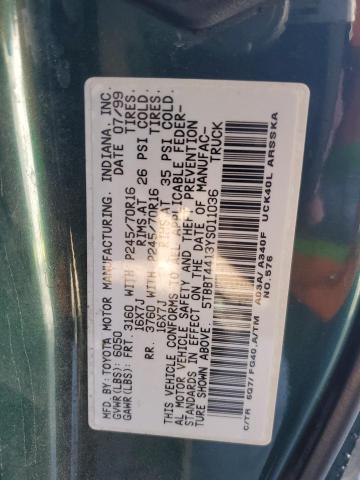 MFD. BY: TOYOTA MOTOR MANUFACTURING, INDIANA, INC.
GVWR(LBS): 6050 DATE 07/99
GAWR(LBS): FRT. 3160 WITH P245/70R16 TIRES.
16X7J RIMS.AT 26 PSI COLD.
RR. 3760 WITH P245/70R16 TIRES.
16X7J RIMS.AT 35 PSI COLD.
THIS VEHICLE CONFORMS TO ALL APPLICABLE FEDER-
AL MOTOR VEHICLE SAFETY AND THEFT PREVENTION
STANDARDS IN EFFECT ON THE DATE OF MANUFAC-
TURE SHOWN ABOVE.
5TBBT4413YS011036 TRUCK
C/TR 6Q7/FG40.A/TM A03A/A340F UCK40L ARSSKA
NO.576